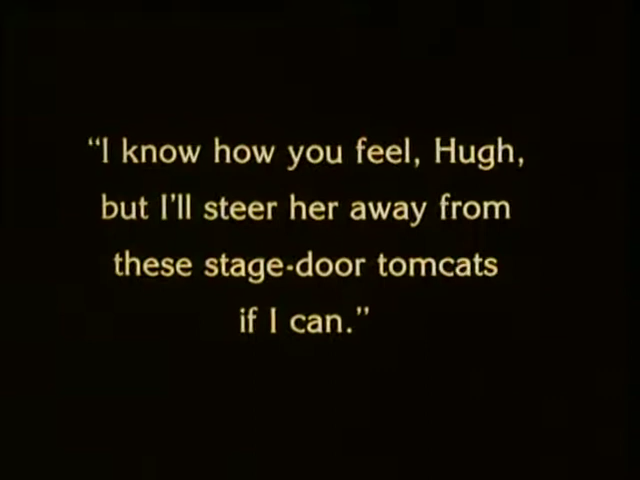 “I know how you feel, Hugh,
but I’ll steer her away from
these stage-door tomcats
if I can.”